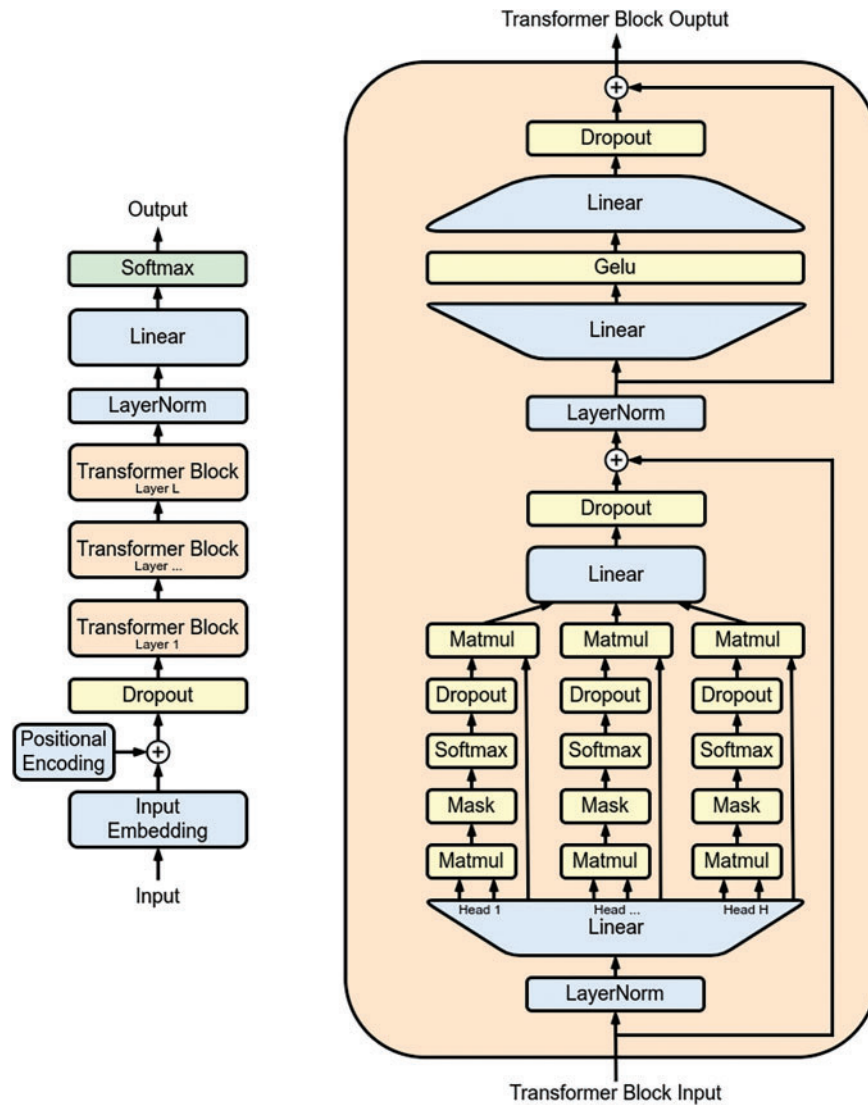 Output
Softmax
Linear
LayerNorm
Transformer Block
Layer L
Transformer Block
Layer ...
Transformer Block
Layer 1
Dropout
Positional
Encoding
+
Input
Embedding
Input
Transformer Block Ouptut
+
Dropout
Linear
Gelu
Linear
LayerNorm
+
Dropout
Linear
Matmul Matmul Matmul
Dropout Dropout Dropout
Softmax Softmax Softmax
Mask Mask Mask
Matmul Matmul Matmul
Head 1 Head ... Head H
Linear
LayerNorm
Transformer Block Input